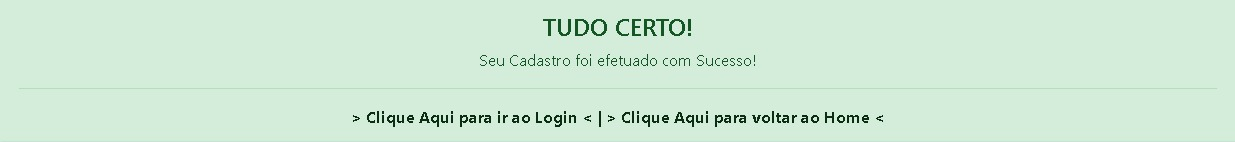 TUDO CERTO!
Seu Cadastro foi efetuado com Sucesso!
> Clique Aqui para ir ao Login < | > Clique Aqui para voltar ao Home <